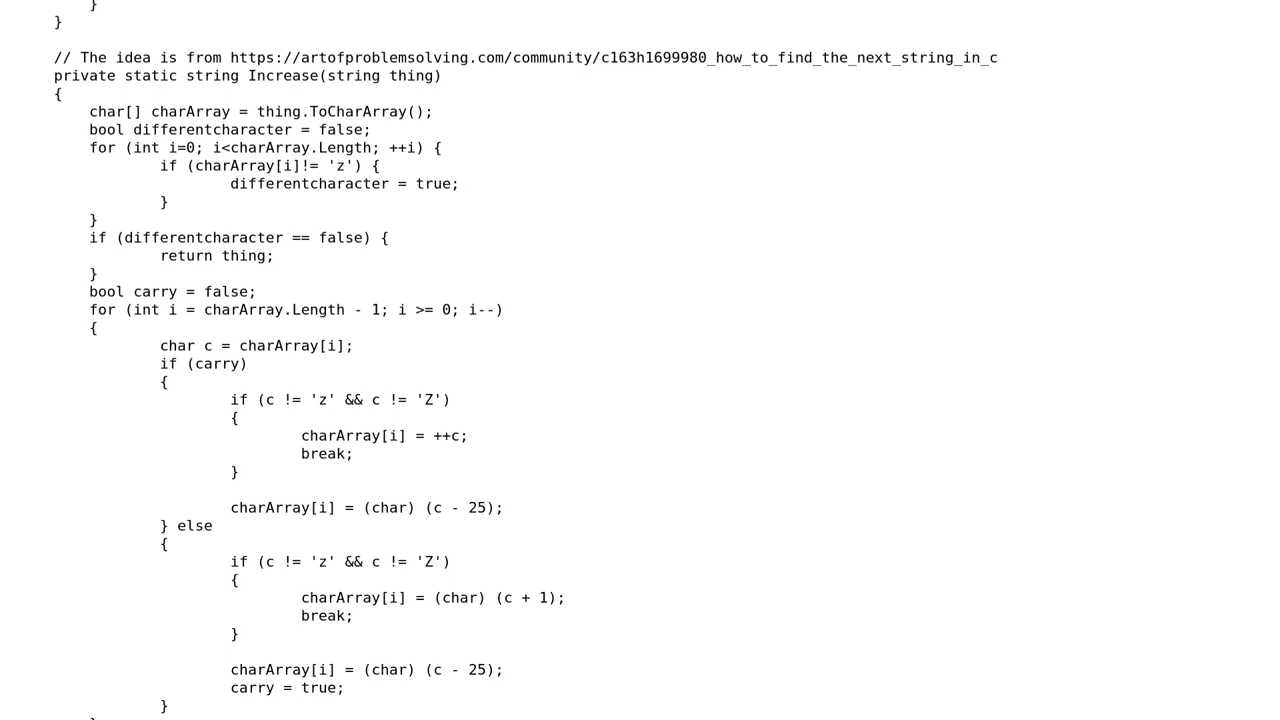 }
}
// The idea is from https://artofproblemsolving.com/community/c163h1699980_how_to_find_the_next_string_in_c
private static string Increase(string thing)
{
char[] charArray = thing.ToCharArray();
bool differentcharacter = false;
for (int i=0; i<charArray.Length; ++i) {
if (charArray[i]!= 'z') {
differentcharacter = true;
}
}
if (differentcharacter == false) {
return thing;
}
bool carry = false;
for (int i = charArray.Length - 1; i >= 0; i--)
{
char c = charArray[i];
if (carry)
{
if (c != 'z' && c != 'Z')
{
charArray[i] = ++c;
break;
}
charArray[i] = (char) (c - 25);
} else
{
if (c != 'z' && c != 'Z')
{
charArray[i] = (char) (c + 1);
break;
}
charArray[i] = (char) (c - 25);
carry = true;
}